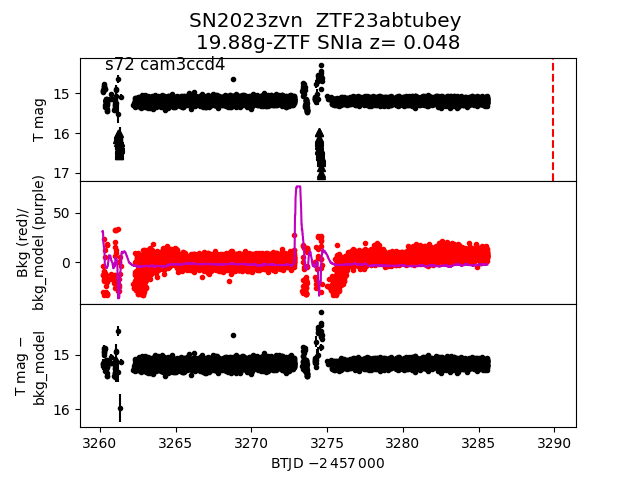 SN2023zvn ZTF23abtubey
19.88g-ZTF SNIa z= 0.048
s72 cam3ccd4
T mag
15
16
17
Bkg (red)/
bkg_model (purple)
50
0
T mag −
bkg_model
15
16
3260 3265 3270 3275 3280 3285 3290
BTJD −2 457 000